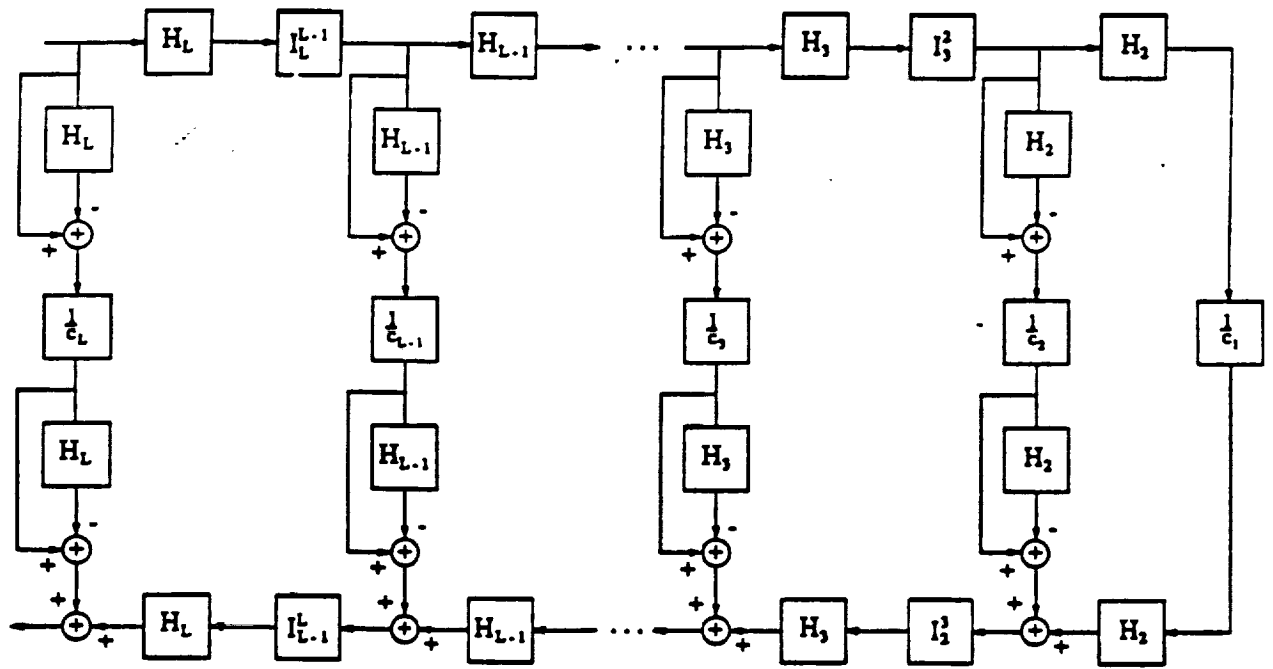 H_L I_L^{L-1} H_{L-1} ... H_3 I_3^2 H_2
H_L H_{L-1} H_3 H_2
- - - -
+ + + +
+ + + +
1/c_L 1/c_{L-1} 1/c_3 1/c_2 1/c_1
H_L H_{L-1} H_3 H_2
- - - -
+ + + +
+ + + +
+ + + +
+ H_L I_{L-1}^L + H_{L-1} ... + H_3 I_2^3 + H_2
+ + + +